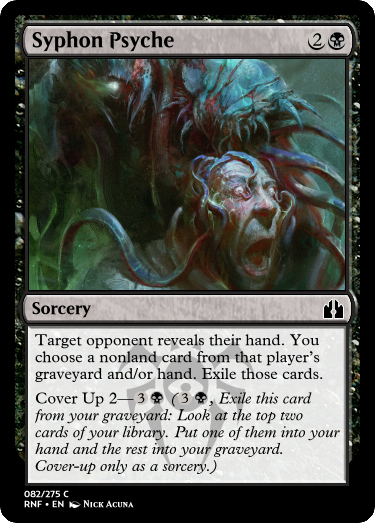 Syphon Psyche 2
Sorcery
Target opponent reveals their hand. You
choose a nonland card from that player's
graveyard and/or hand. Exile those cards.
Cover Up 2—3 (3, Exile this card
from your graveyard: Look at the top two
cards of your library. Put one of them into your
hand and the rest into your graveyard.
Cover-up only as a sorcery.)
082/275 C
RNF • EN Nick Acuna